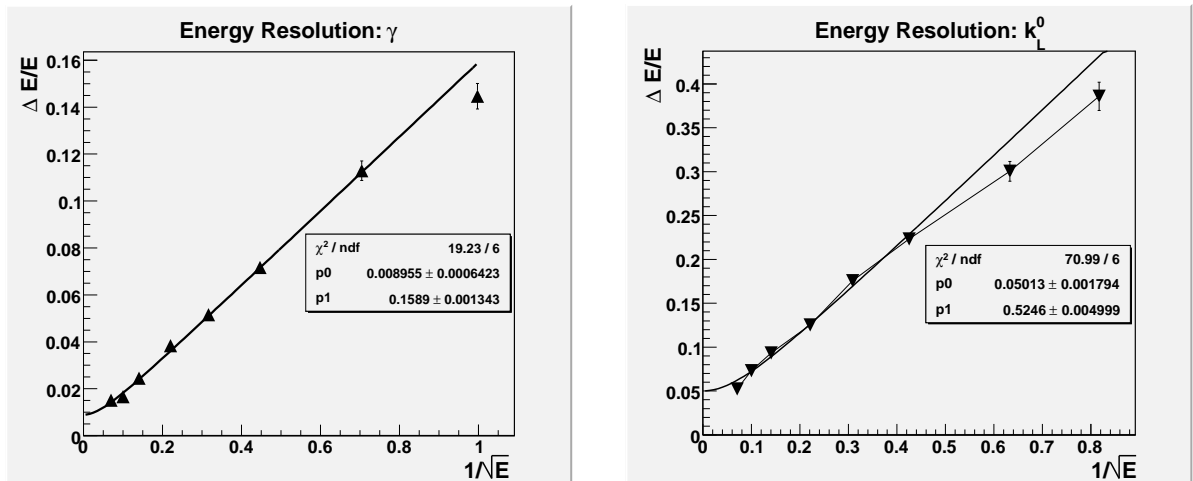 Energy Resolution: γ
Δ E/E
0.16
0.14
0.12
0.1
0.08
0.06
0.04
0.02
0
χ² / ndf 19.23 / 6
p0 0.008955 ± 0.0006423
p1 0.1589 ± 0.001343
0 0.2 0.4 0.6 0.8 1
1/√E
Energy Resolution: k⁰_L
Δ E/E
0.4
0.35
0.3
0.25
0.2
0.15
0.1
0.05
0
χ² / ndf 70.99 / 6
p0 0.05013 ± 0.001794
p1 0.5246 ± 0.004999
0 0.1 0.2 0.3 0.4 0.5 0.6 0.7 0.8
1/√E